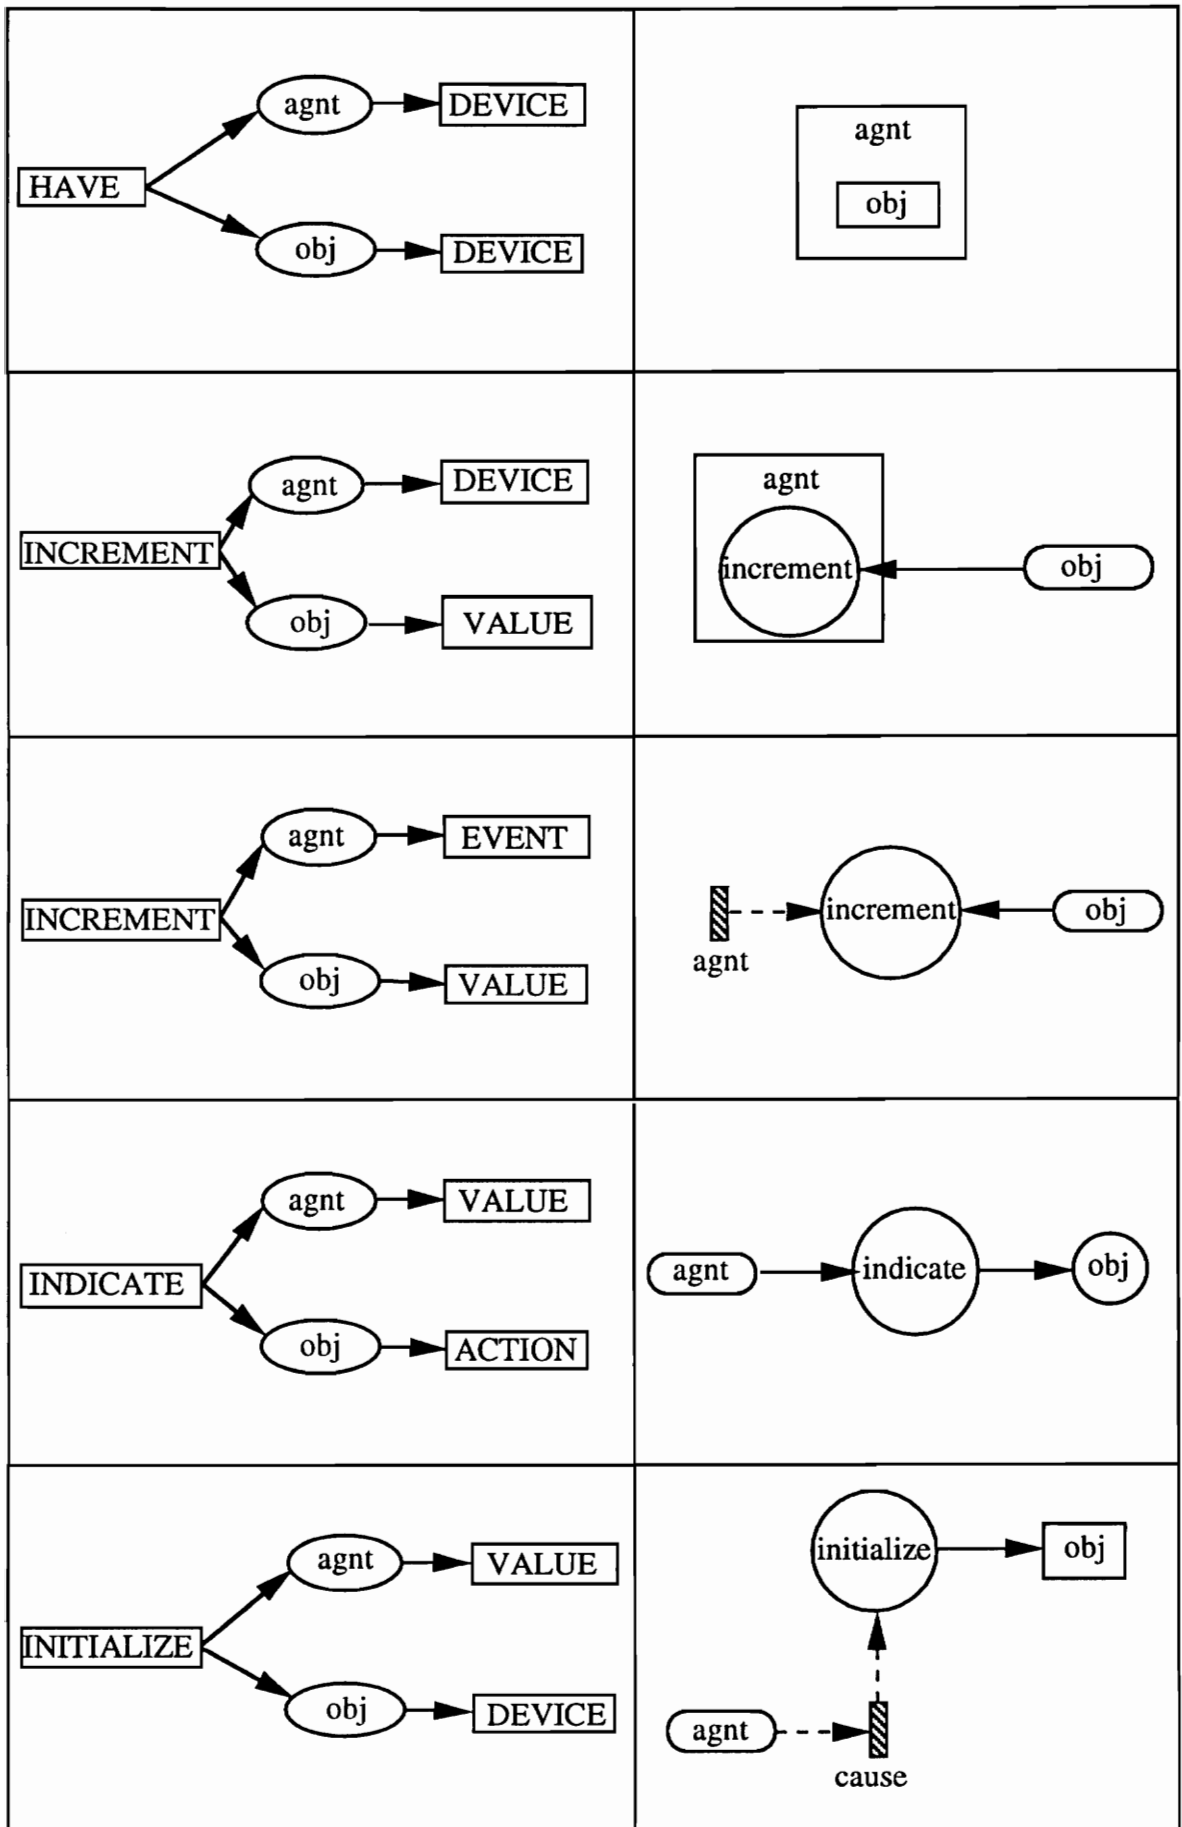 agnt
DEVICE
HAVE
obj
DEVICE
agnt
obj
agnt
DEVICE
INCREMENT
obj
VALUE
agnt
increment
obj
agnt
EVENT
INCREMENT
obj
VALUE
increment
obj
agnt
agnt
VALUE
INDICATE
obj
ACTION
agnt
indicate
obj
agnt
VALUE
INITIALIZE
obj
DEVICE
initialize
obj
agnt
cause